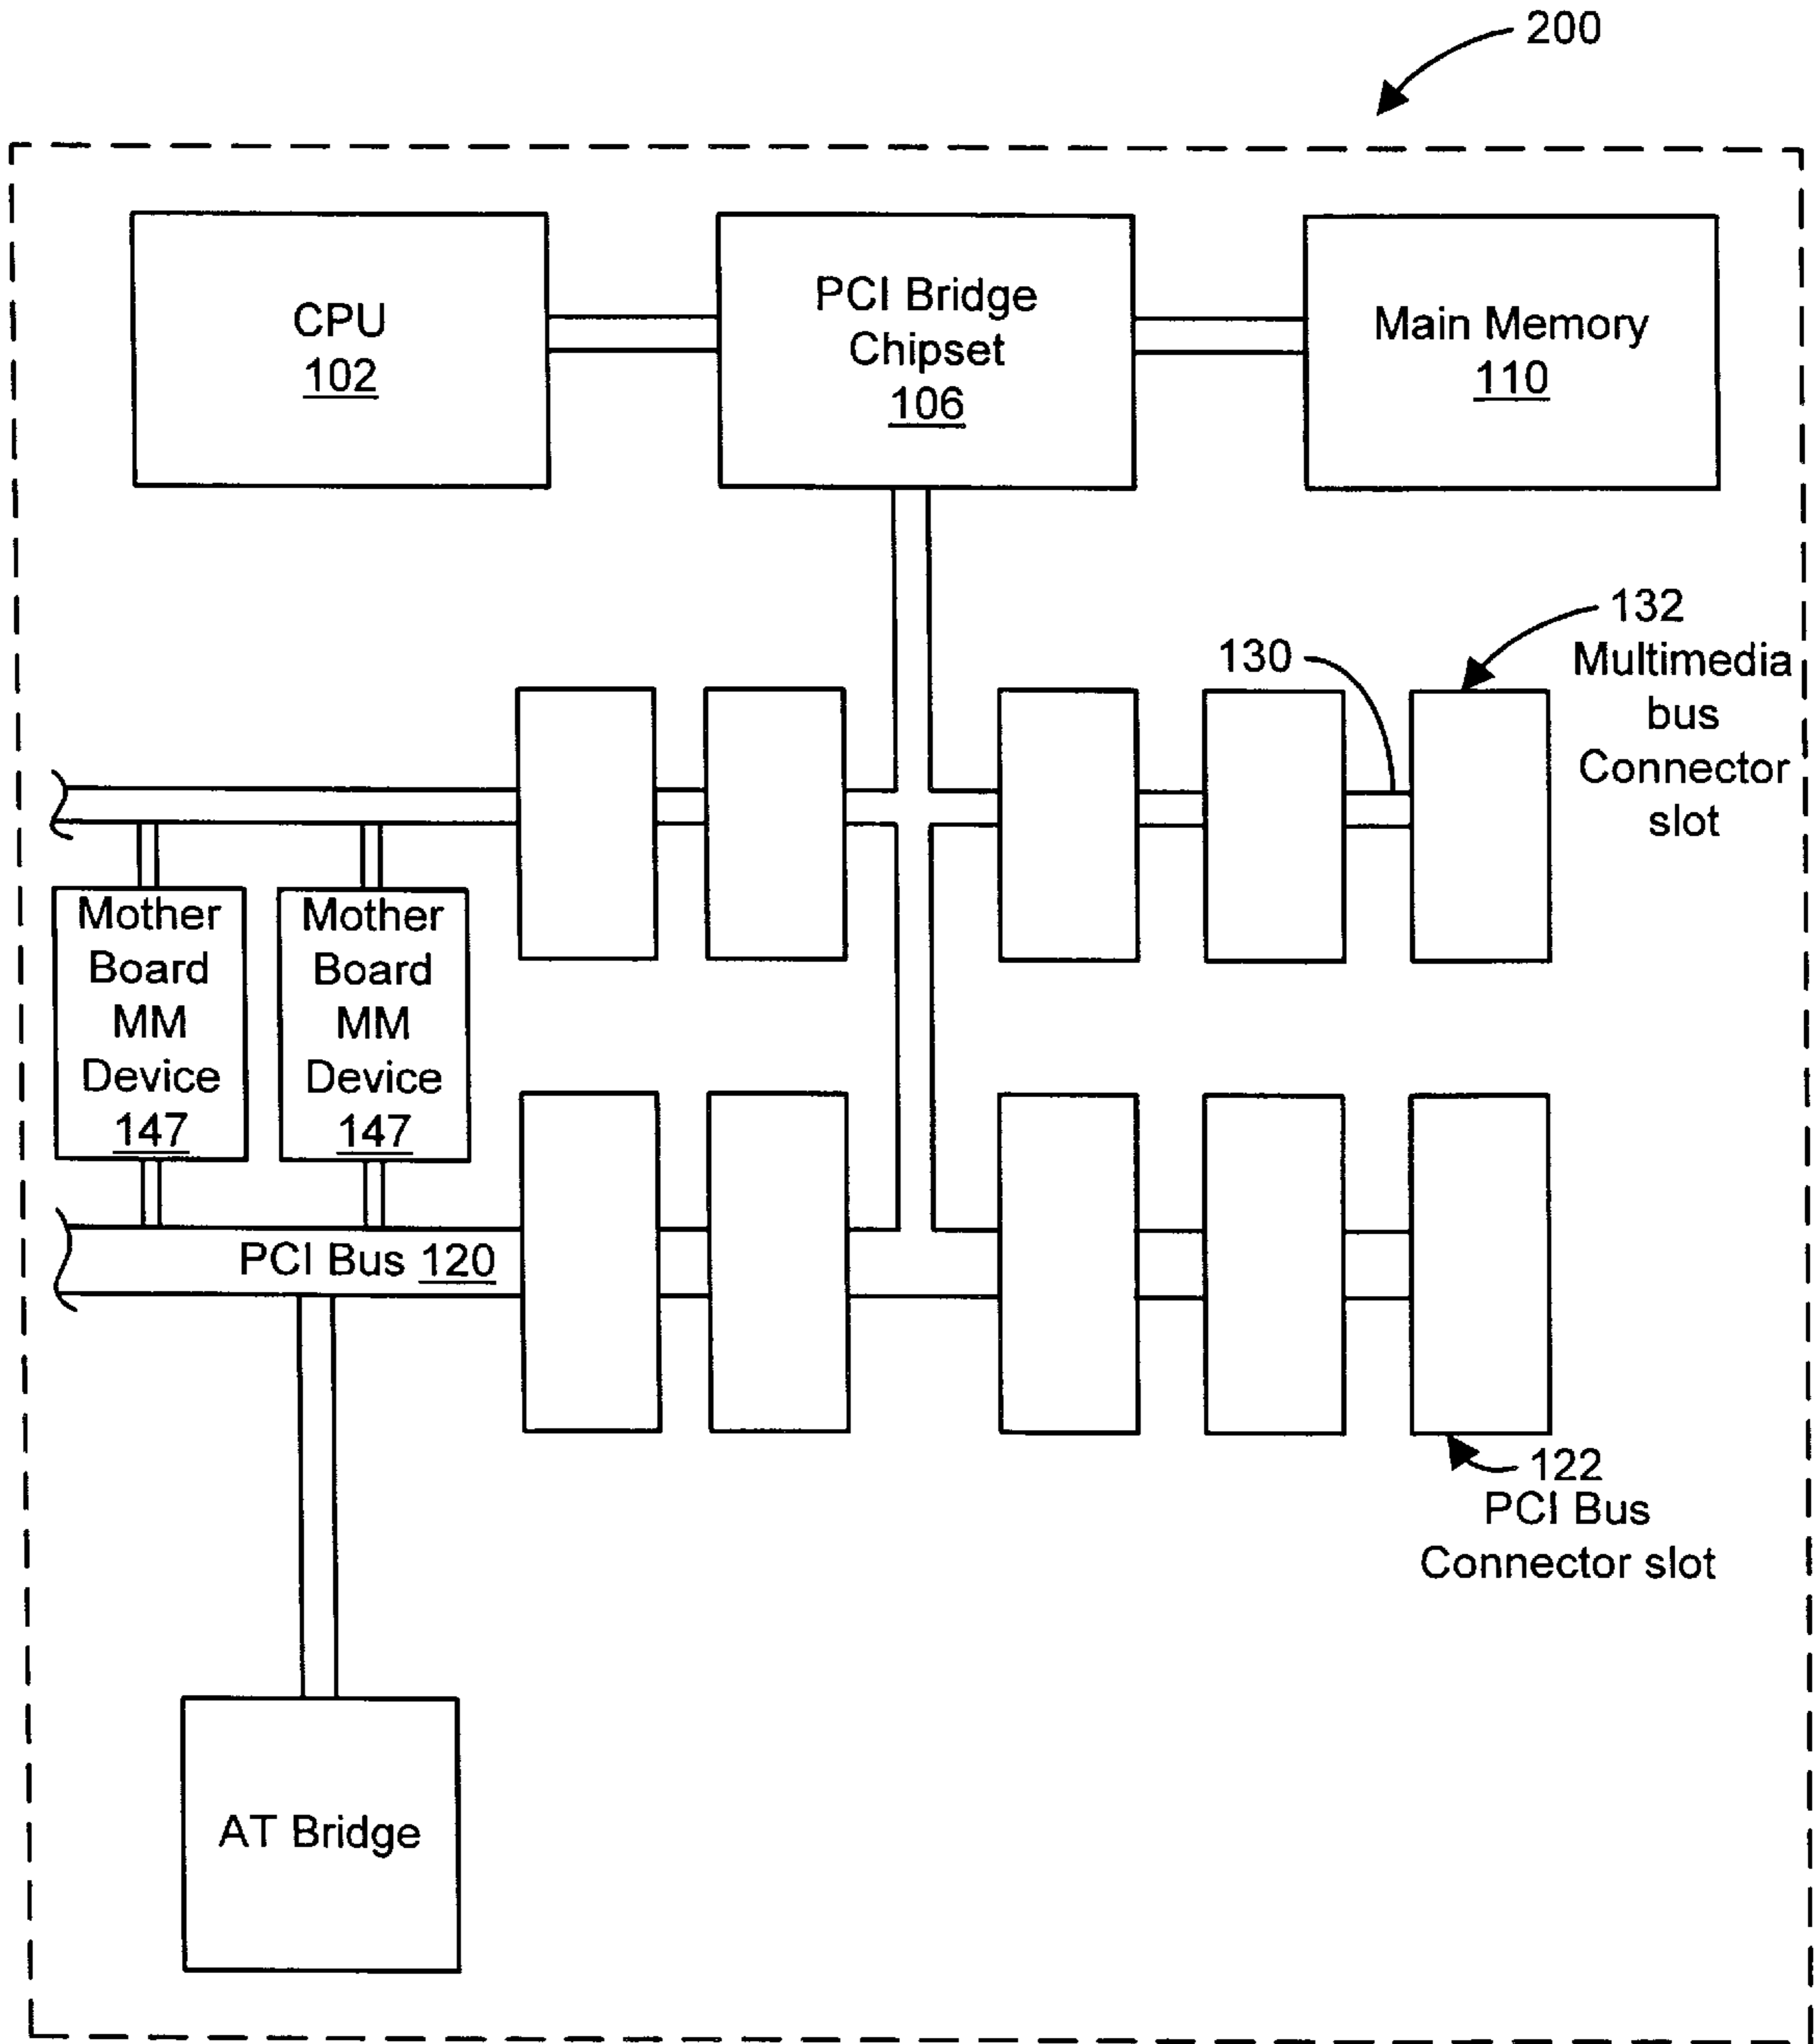 200
CPU
102
PCI Bridge
Chipset
106
Main Memory
110
130
132
Multimedia
bus
Connector
slot
Mother
Board
MM
Device
147
Mother
Board
MM
Device
147
PCI Bus 120
122
PCI Bus
Connector slot
AT Bridge